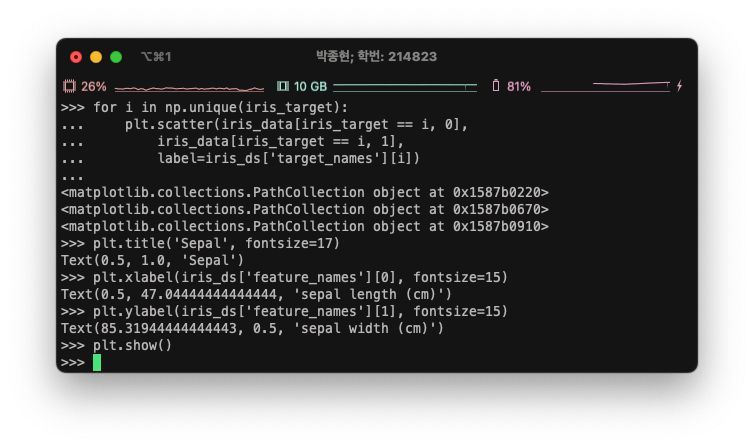 ⌥⌘1 박종현; 학번: 214823
26% 10 GB 81%
>>> for i in np.unique(iris_target):
...     plt.scatter(iris_data[iris_target == i, 0],
...         iris_data[iris_target == i, 1],
...         label=iris_ds['target_names'][i])
...
<matplotlib.collections.PathCollection object at 0x1587b0220>
<matplotlib.collections.PathCollection object at 0x1587b0670>
<matplotlib.collections.PathCollection object at 0x1587b0910>
>>> plt.title('Sepal', fontsize=17)
Text(0.5, 1.0, 'Sepal')
>>> plt.xlabel(iris_ds['feature_names'][0], fontsize=15)
Text(0.5, 47.04444444444444, 'sepal length (cm)')
>>> plt.ylabel(iris_ds['feature_names'][1], fontsize=15)
Text(85.31944444444443, 0.5, 'sepal width (cm)')
>>> plt.show()
>>>